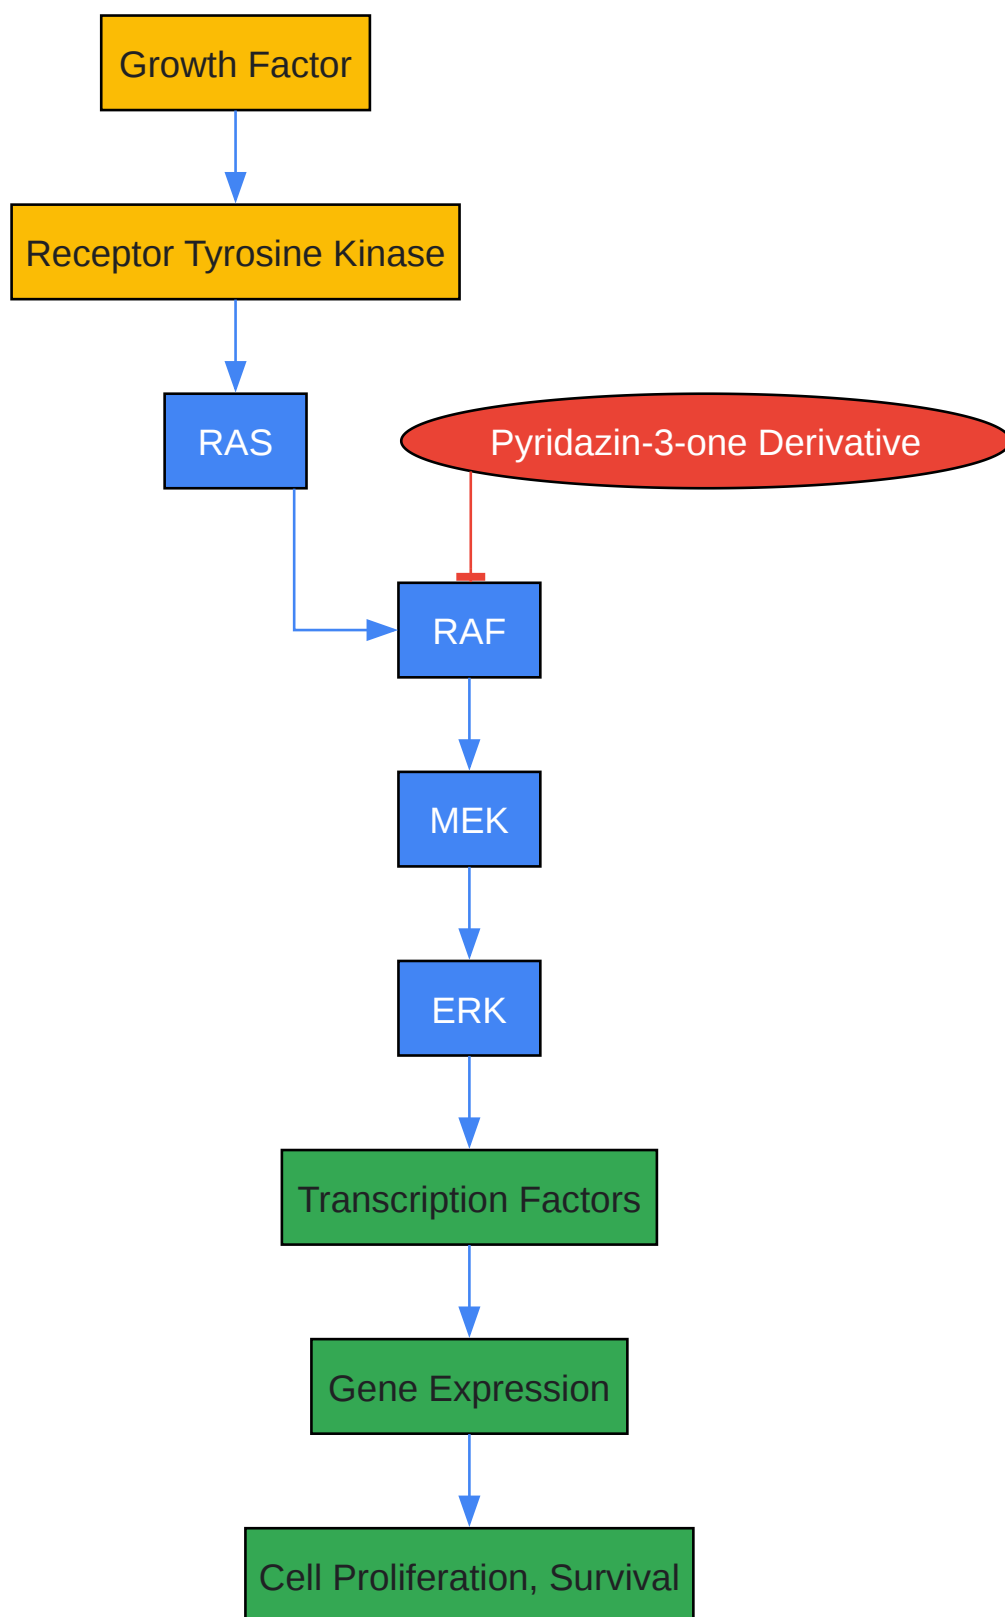 Growth Factor
Receptor Tyrosine Kinase
RAS
Pyridazin-3-one Derivative
RAF
MEK
ERK
Transcription Factors
Gene Expression
Cell Proliferation, Survival